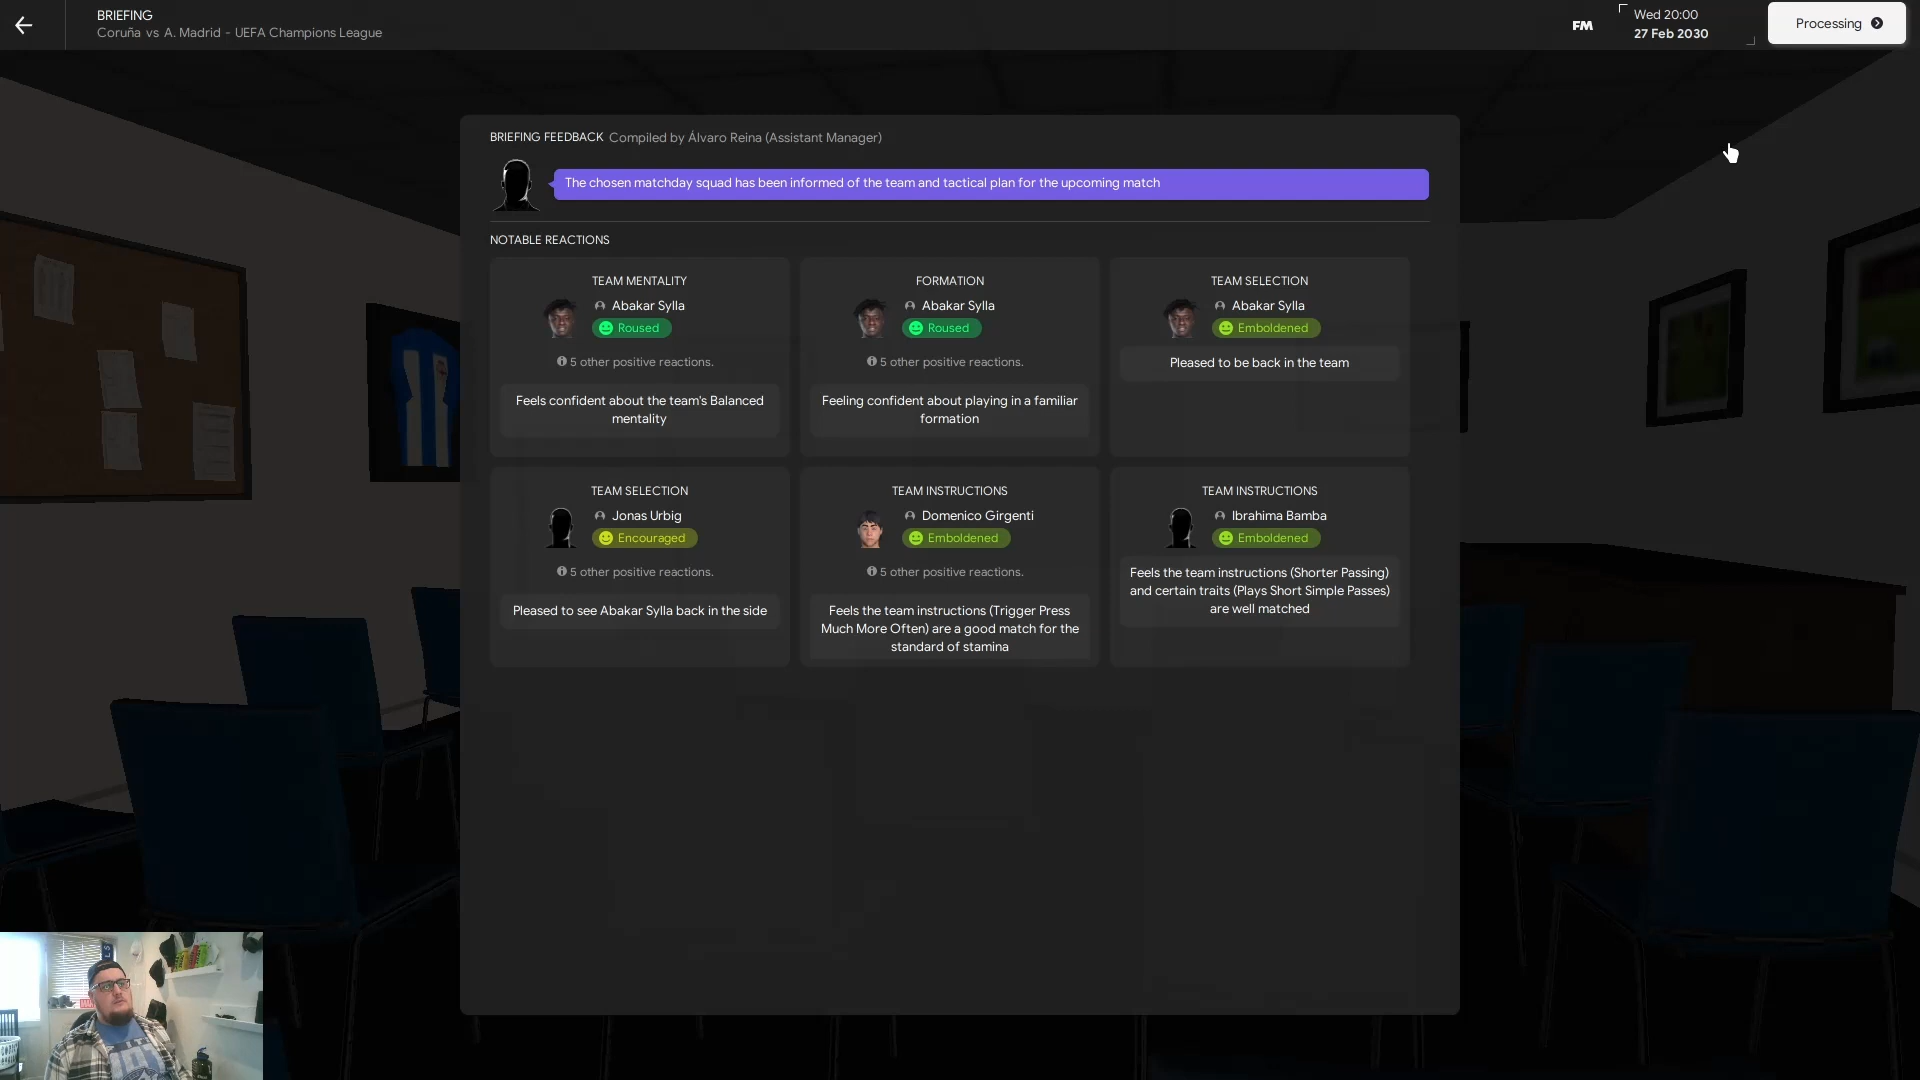 BRIEFING
Coruña vs A. Madrid - UEFA Champions League
FM
Wed 20:00
27 Feb 2030
Processing
BRIEFING FEEDBACK Compiled by Álvaro Reina (Assistant Manager)
The chosen matchday squad has been informed of the team and tactical plan for the upcoming match
NOTABLE REACTIONS
TEAM MENTALITY
Abakar Sylla
Roused
5 other positive reactions.
Feels confident about the team's Balanced
mentality
FORMATION
Abakar Sylla
Roused
5 other positive reactions.
Feeling confident about playing in a familiar
formation
TEAM SELECTION
Abakar Sylla
Emboldened
Pleased to be back in the team
TEAM SELECTION
Jonas Urbig
Encouraged
5 other positive reactions.
Pleased to see Abakar Sylla back in the side
TEAM INSTRUCTIONS
Domenico Girgenti
Emboldened
5 other positive reactions.
Feels the team instructions (Trigger Press
Much More Often) are a good match for the
standard of stamina
TEAM INSTRUCTIONS
Ibrahima Bamba
Emboldened
Feels the team instructions (Shorter Passing)
and certain traits (Plays Short Simple Passes)
are well matched